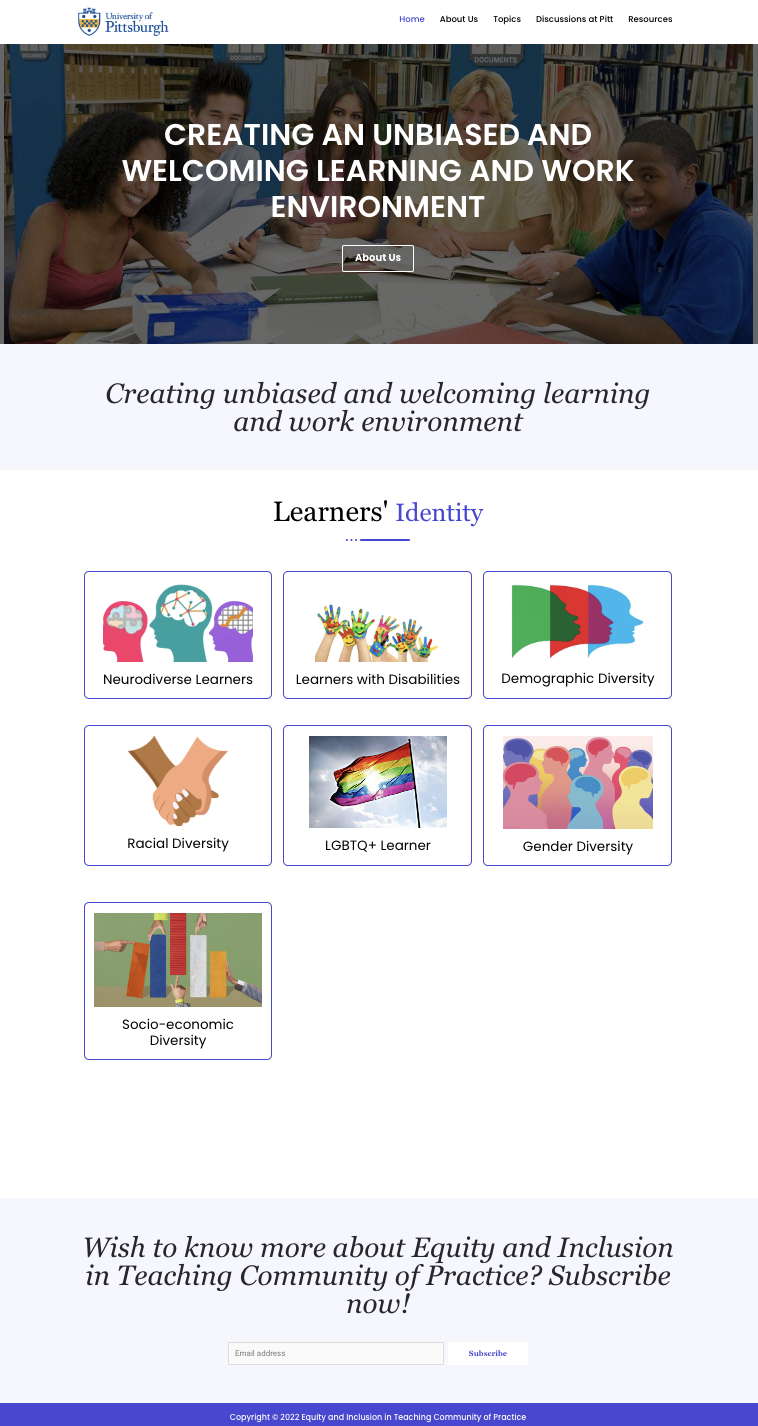 University of
Pittsburgh
Home About Us Topics Discussions at Pitt Resources
DOCUMENTS
DOCUMENTS
CREATING AN UNBIASED AND
WELCOMING LEARNING AND WORK
ENVIRONMENT
About Us
Creating unbiased and welcoming learning
and work environment
Learners' Identity
Neurodiverse Learners
Learners with Disabilities
Demographic Diversity
Racial Diversity
LGBTQ+ Learner
Gender Diversity
Socio-economic
Diversity
Wish to know more about Equity and Inclusion
in Teaching Community of Practice? Subscribe
now!
Email address
Subscribe
Copyright © 2022 Equity and Inclusion in Teaching Community of Practice